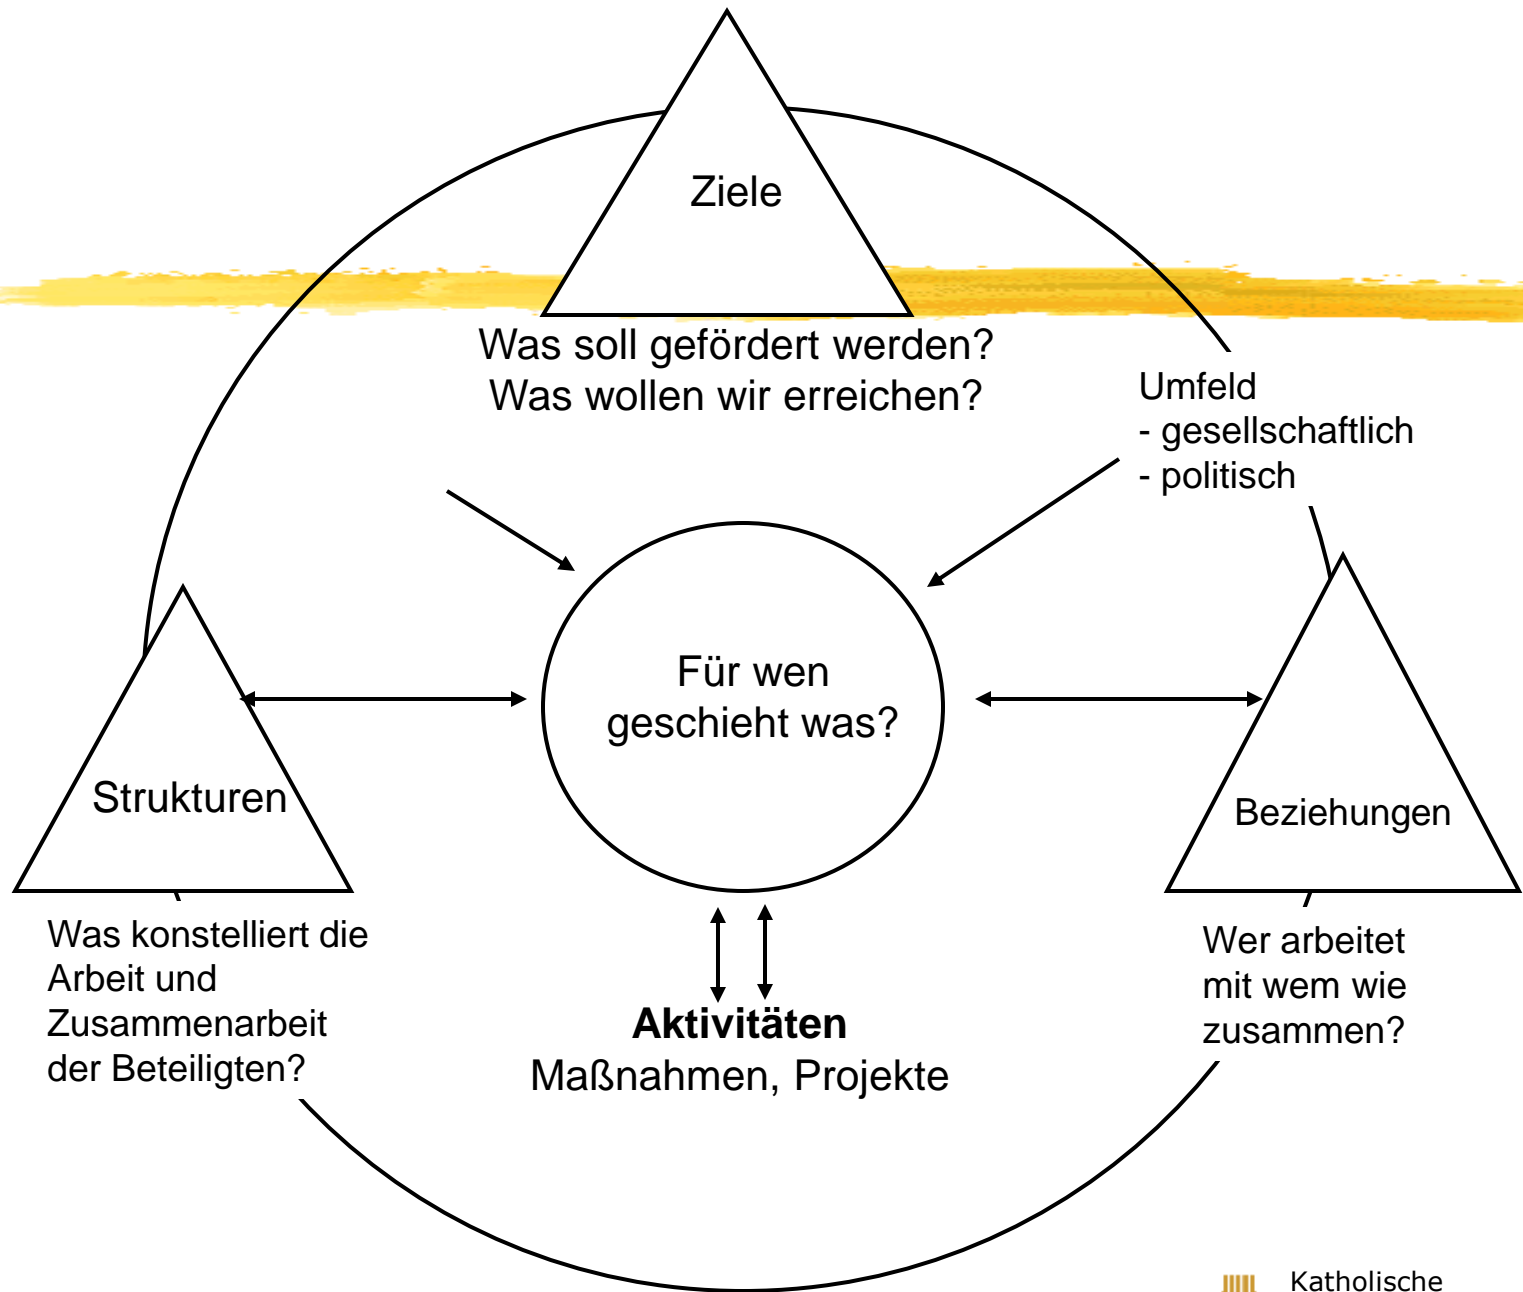 Ziele
Was soll gefördert werden?
Was wollen wir erreichen?
Umfeld
- gesellschaftlich
- politisch
Für wen
geschieht was?
Strukturen
Beziehungen
Was konstelliert die
Arbeit und
Zusammenarbeit
der Beteiligten?
Wer arbeitet
mit wem wie
zusammen?
Aktivitäten
Maßnahmen, Projekte
Katholische